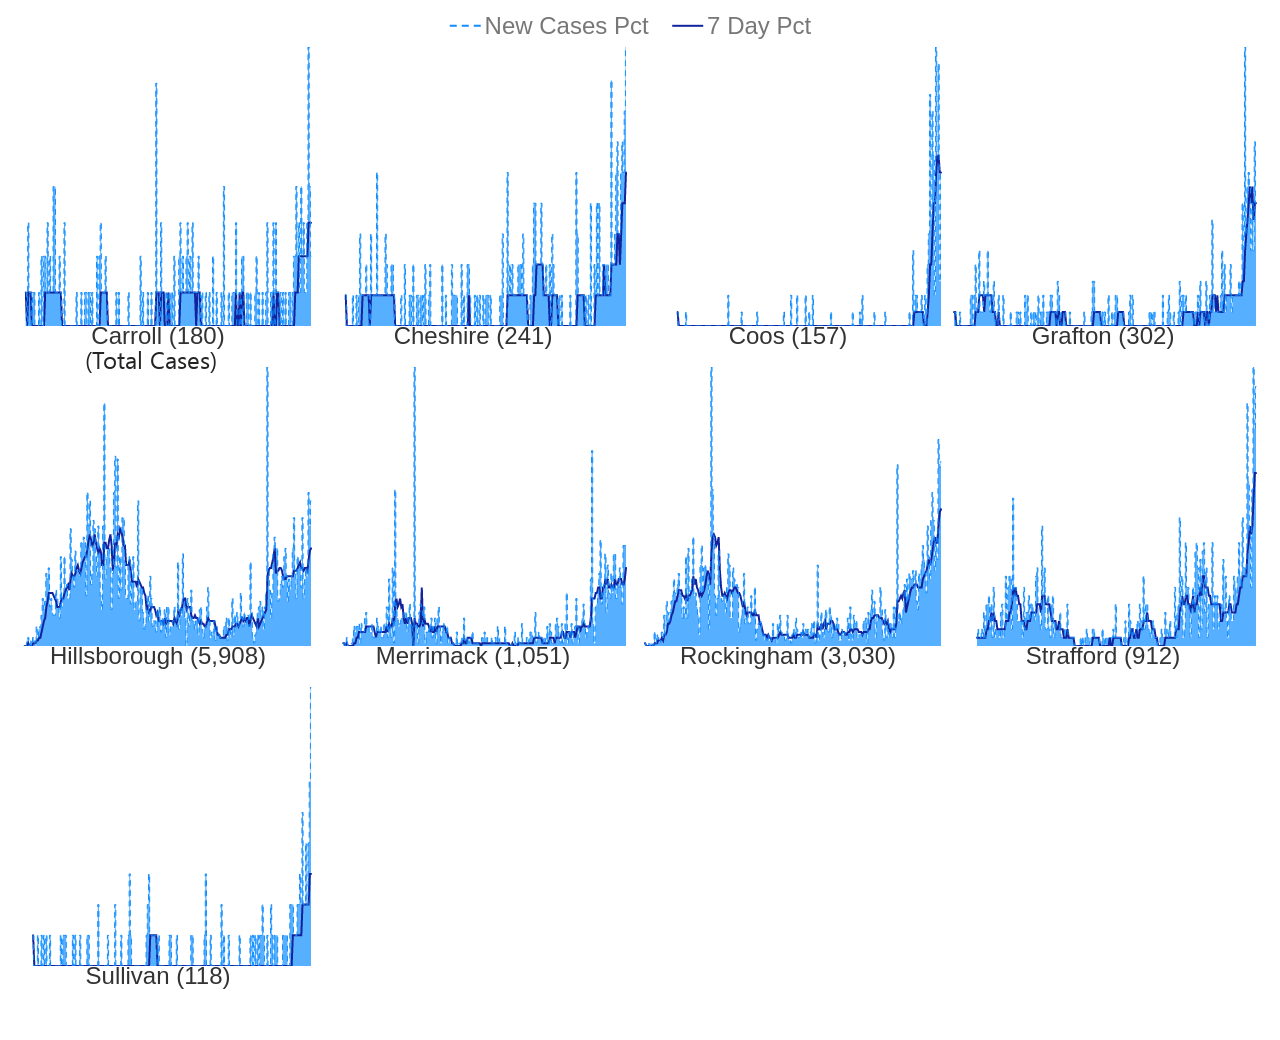 New Cases Pct 7 Day Pct
Carroll (180) Cheshire (241) Coos (157) Grafton (302)
(Total Cases)
Hillsborough (5,908) Merrimack (1,051) Rockingham (3,030) Strafford (912)
Sullivan (118)